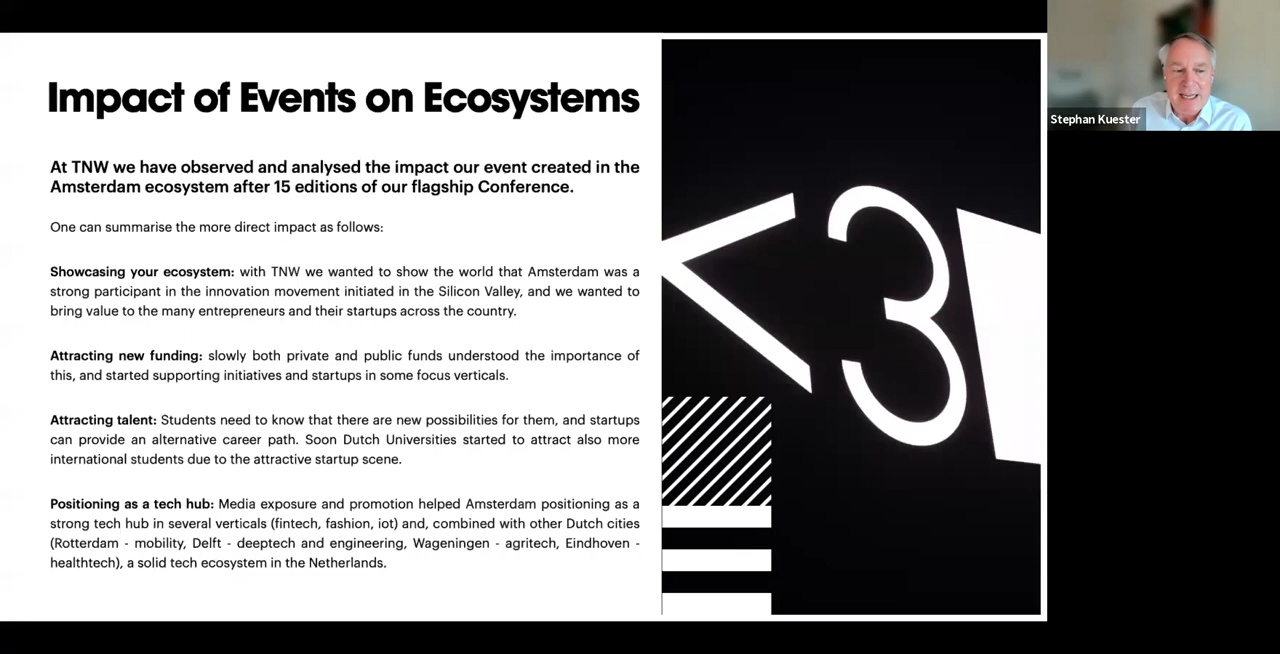 Impact of Events on Ecosystems
At TNW we have observed and analysed the impact our event created in the
Amsterdam ecosystem after 15 editions of our flagship Conference.
One can summarise the more direct impact as follows:
Showcasing your ecosystem: with TNW we wanted to show the world that Amsterdam was a
strong participant in the innovation movement initiated in the Silicon Valley, and we wanted to
bring value to the many entrepreneurs and their startups across the country.
Attracting new funding: slowly both private and public funds understood the importance of
this, and started supporting initiatives and startups in some focus verticals.
Attracting talent: Students need to know that there are new possibilities for them, and startups
can provide an alternative career path. Soon Dutch Universities started to attract also more
international students due to the attractive startup scene.
Positioning as a tech hub: Media exposure and promotion helped Amsterdam positioning as a
strong tech hub in several verticals (fintech, fashion, iot) and, combined with other Dutch cities
(Rotterdam - mobility, Delft - deeptech and engineering, Wageningen - agritech, Eindhoven -
healthtech), a solid tech ecosystem in the Netherlands.
<3
Stephan Kuester